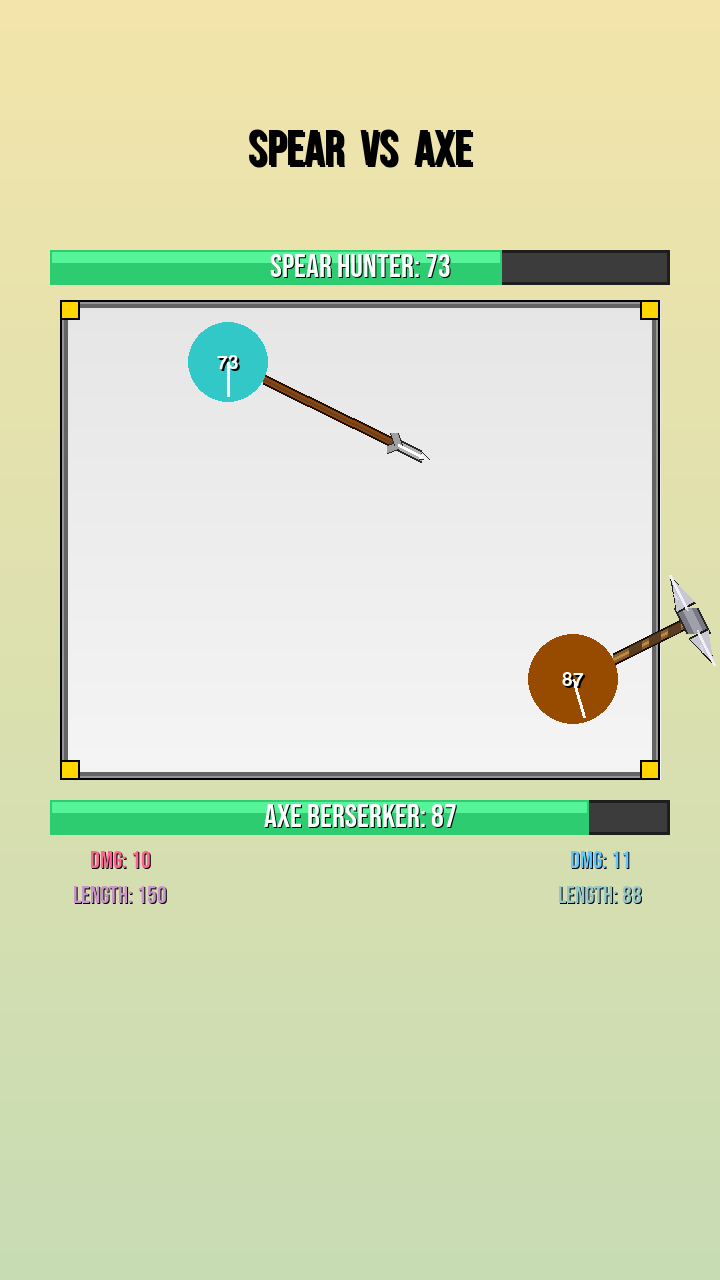 SPEAR VS AXE
SPEAR HUNTER: 73
73
87
AXE BERSERKER: 87
DMG: 10
DMG: 11
LENGTH: 150
LENGTH: 88